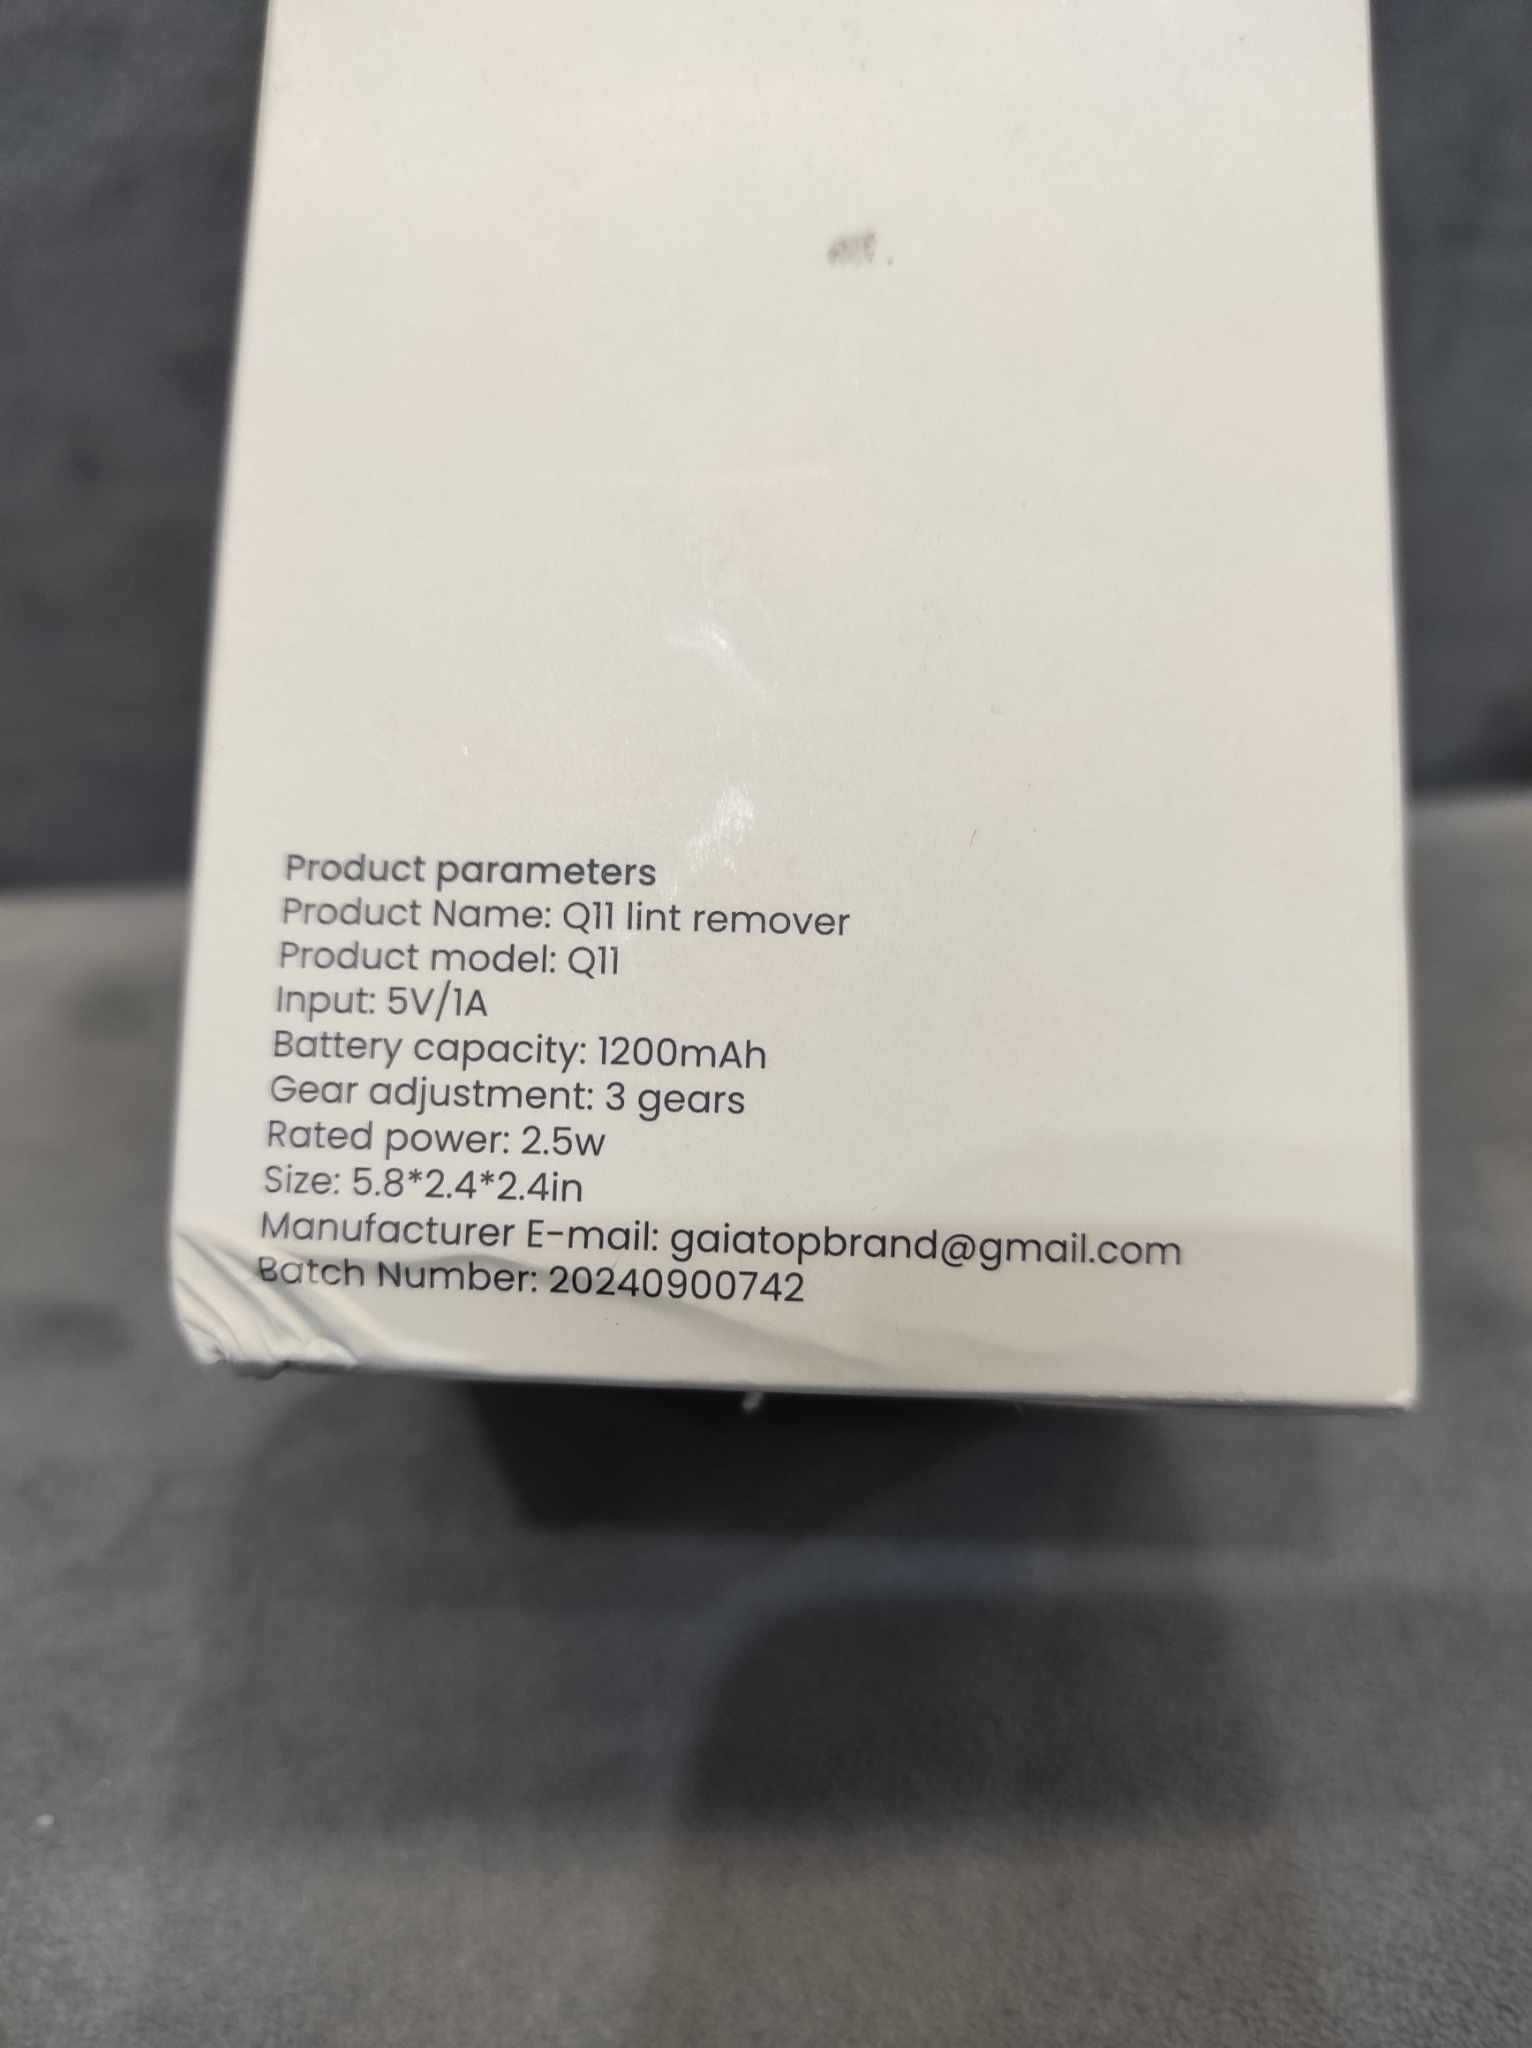 Product parameters
Product Name: Q11 lint remover
Product model: Q11
Input: 5V/1A
Battery capacity: 1200mAh
Gear adjustment: 3 gears
Rated power: 2.5w
Size: 5.8*2.4*2.4in
Manufacturer E-mail: gaiatopbrand@gmail.com
Batch Number: 20240900742